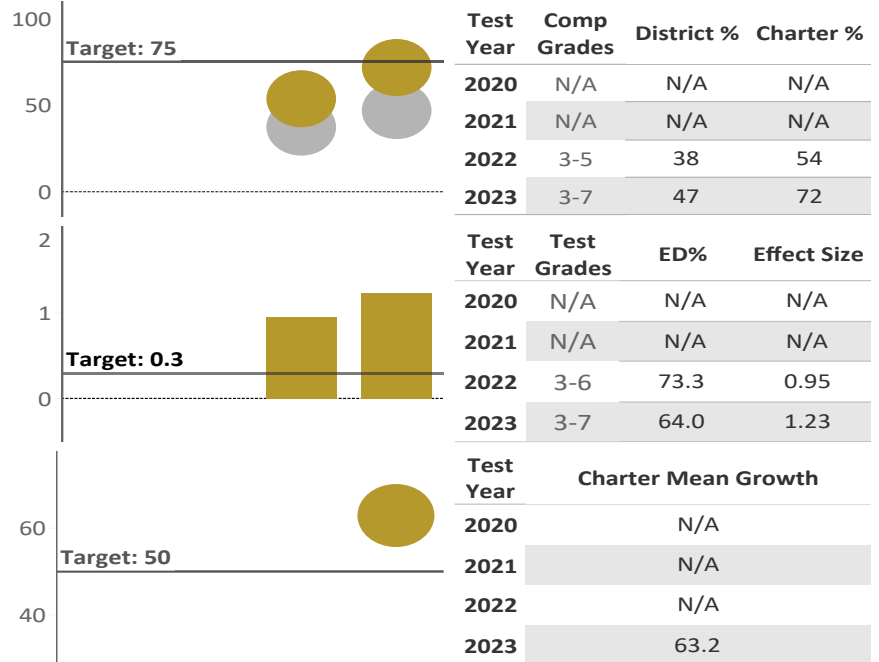 100
Target: 75
50
0
Test Year Comp Grades District % Charter %
2020 N/A N/A N/A
2021 N/A N/A N/A
2022 3-5 38 54
2023 3-7 47 72
2
1
Target: 0.3
0
Test Year Test Grades ED% Effect Size
2020 N/A N/A N/A
2021 N/A N/A N/A
2022 3-6 73.3 0.95
2023 3-7 64.0 1.23
60
Target: 50
40
Test Year Charter Mean Growth
2020 N/A
2021 N/A
2022 N/A
2023 63.2